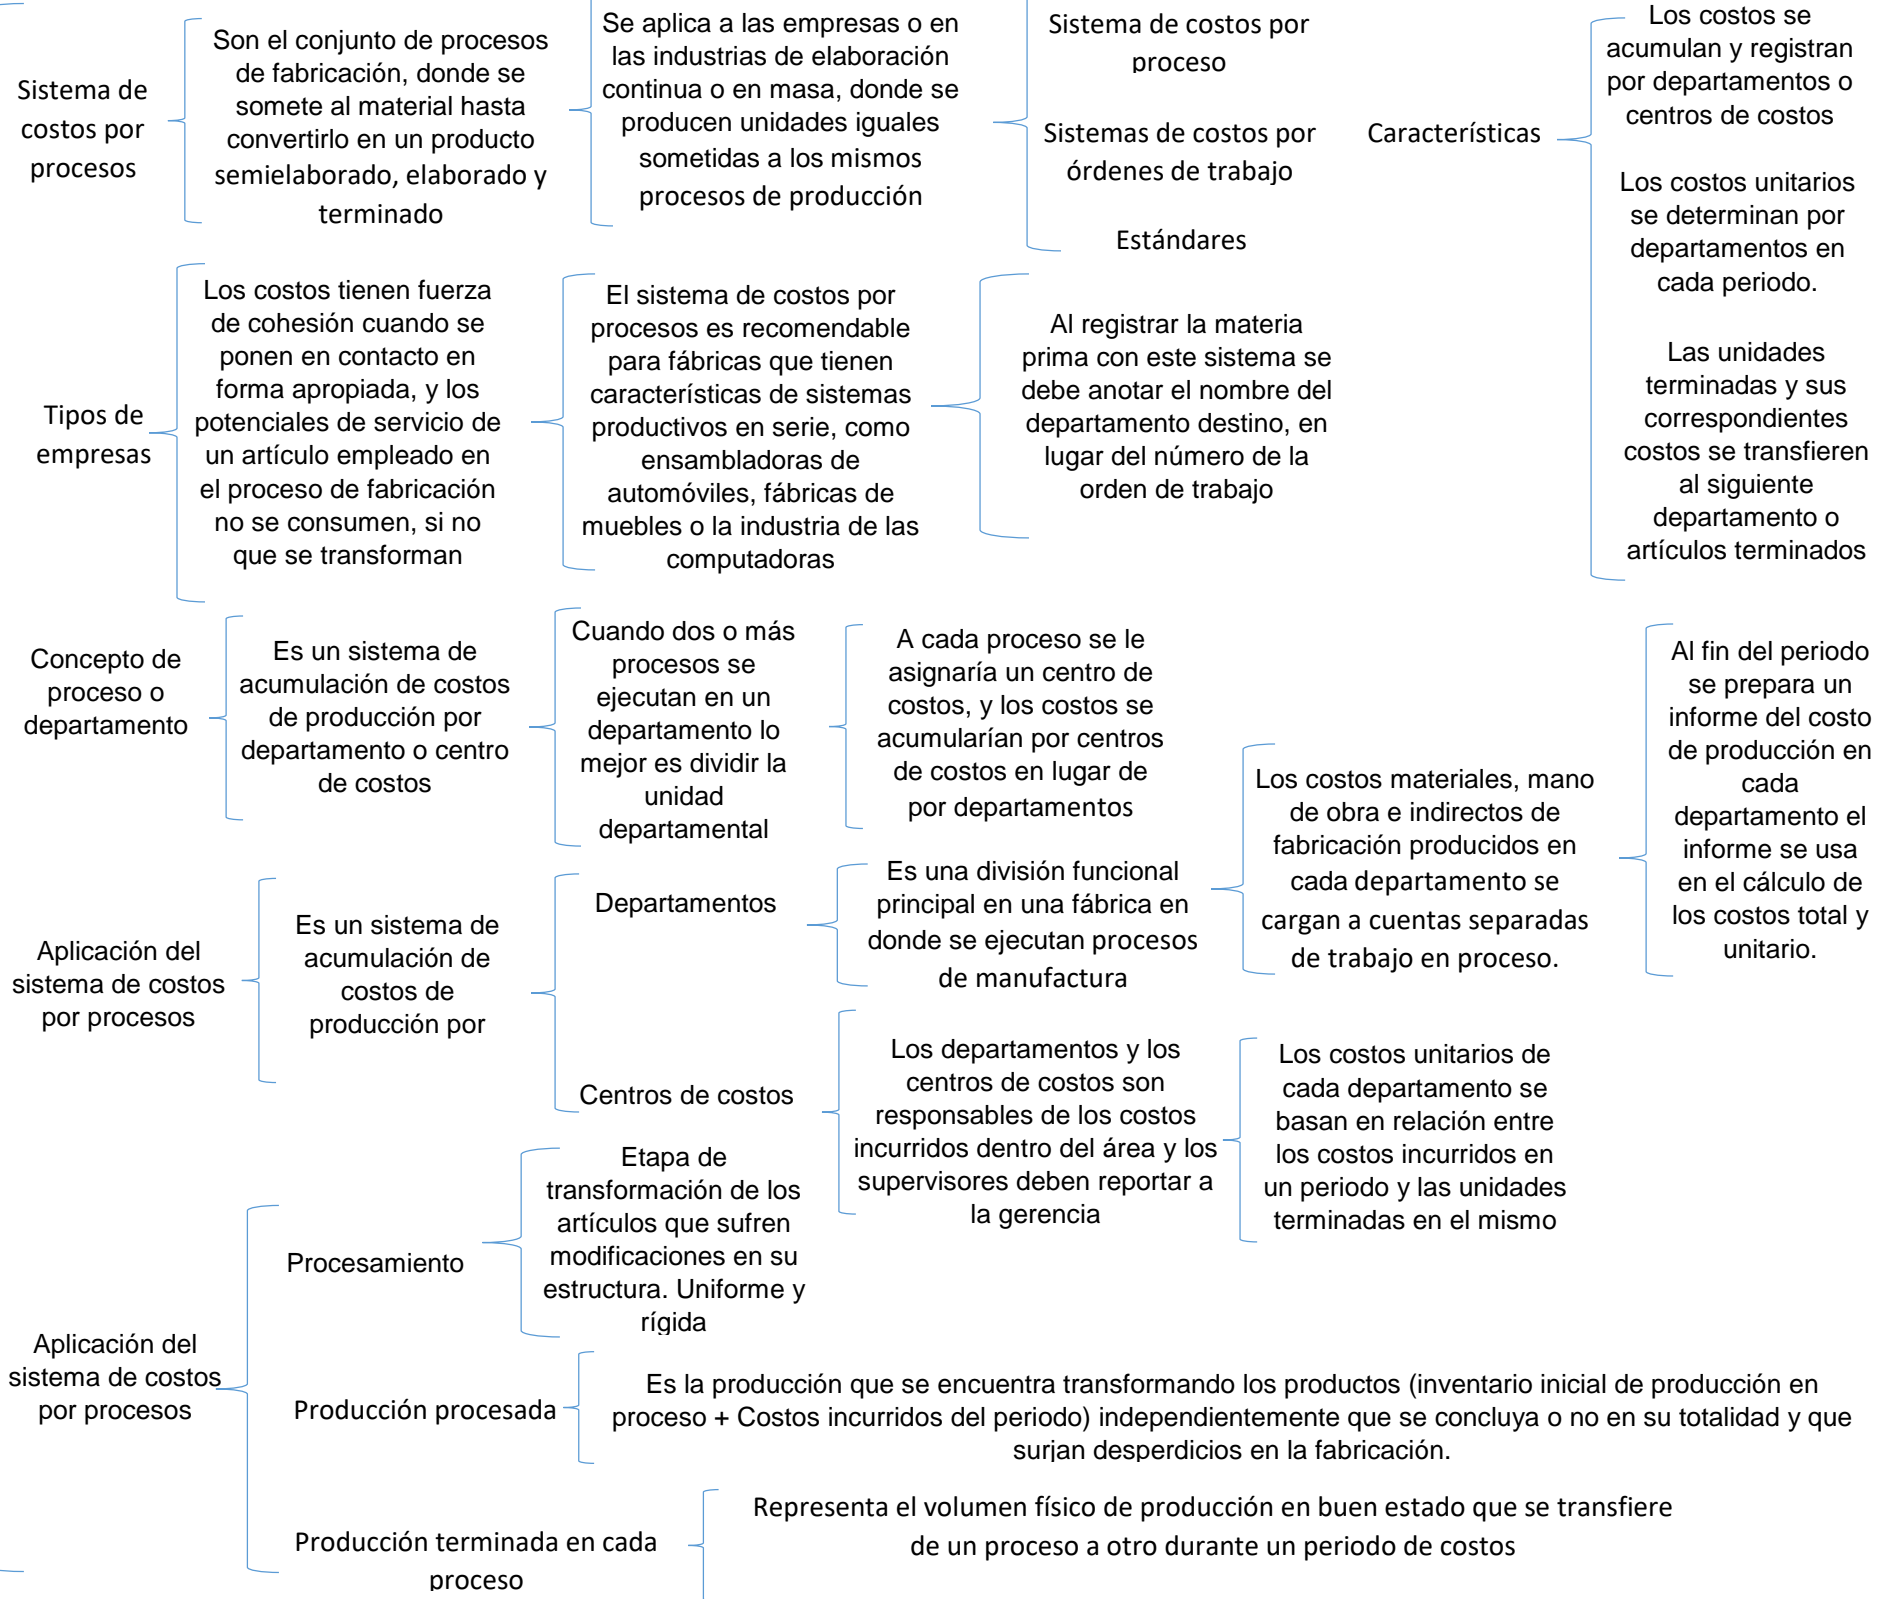 Sistema de
costos por
procesos
Son el conjunto de procesos
de fabricación, donde se
somete al material hasta
convertirlo en un producto
semielaborado, elaborado y
terminado
Se aplica a las empresas o en
las industrias de elaboración
continua o en masa, donde se
producen unidades iguales
sometidas a los mismos
procesos de producción
Sistema de costos por
proceso
Sistemas de costos por
órdenes de trabajo
Estándares
Características
Los costos se
acumulan y registran
por departamentos o
centros de costos
Los costos unitarios
se determinan por
departamentos en
cada periodo.
Las unidades
terminadas y sus
correspondientes
costos se transfieren
al siguiente
departamento o
artículos terminados
Tipos de
empresas
Los costos tienen fuerza
de cohesión cuando se
ponen en contacto en
forma apropiada, y los
potenciales de servicio de
un artículo empleado en
el proceso de fabricación
no se consumen, si no
que se transforman
El sistema de costos por
procesos es recomendable
para fábricas que tienen
características de sistemas
productivos en serie, como
ensambladoras de
automóviles, fábricas de
muebles o la industria de las
computadoras
Al registrar la materia
prima con este sistema se
debe anotar el nombre del
departamento destino, en
lugar del número de la
orden de trabajo
Concepto de
proceso o
departamento
Es un sistema de
acumulación de costos
de producción por
departamento o centro
de costos
Cuando dos o más
procesos se
ejecutan en un
departamento lo
mejor es dividir la
unidad
departamental
A cada proceso se le
asignaría un centro de
costos, y los costos se
acumularían por centros
de costos en lugar de
por departamentos
Aplicación del
sistema de costos
por procesos
Es un sistema de
acumulación de
costos de
producción por
Departamentos
Es una división funcional
principal en una fábrica en
donde se ejecutan procesos
de manufactura
Los costos materiales, mano
de obra e indirectos de
fabricación producidos en
cada departamento se
cargan a cuentas separadas
de trabajo en proceso.
Al fin del periodo
se prepara un
informe del costo
de producción en
cada
departamento el
informe se usa
en el cálculo de
los costos total y
unitario.
Centros de costos
Los departamentos y los
centros de costos son
responsables de los costos
incurridos dentro del área y los
supervisores deben reportar a
la gerencia
Los costos unitarios de
cada departamento se
basan en relación entre
los costos incurridos en
un periodo y las unidades
terminadas en el mismo
Aplicación del
sistema de costos
por procesos
Procesamiento
Etapa de
transformación de los
artículos que sufren
modificaciones en su
estructura. Uniforme y
rígida
Producción procesada
Es la producción que se encuentra transformando los productos (inventario inicial de producción en
proceso + Costos incurridos del periodo) independientemente que se concluya o no en su totalidad y que
surjan desperdicios en la fabricación.
Producción terminada en cada
proceso
Representa el volumen físico de producción en buen estado que se transfiere
de un proceso a otro durante un periodo de costos